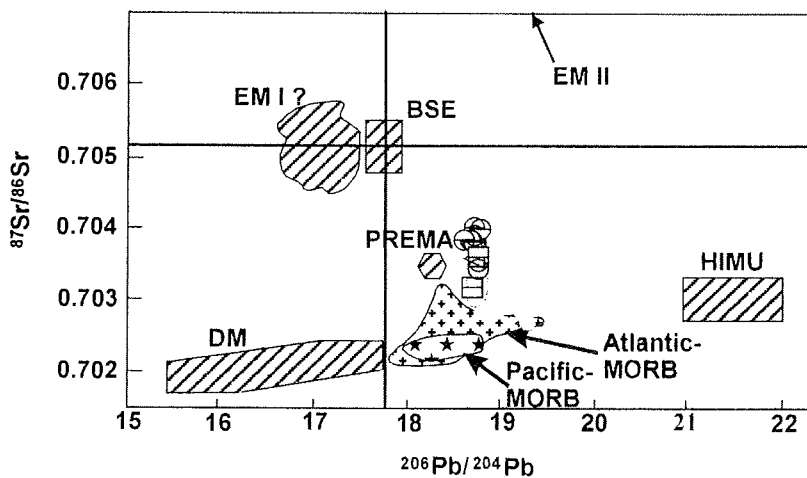 EM II
0.706
EM I ?
BSE
0.705
⁸⁷Sr/⁸⁶Sr
0.704
PREMA
HIMU
0.703
DM
Atlantic-
MORB
0.702
Pacific-
MORB
15 16 17 18 19 20 21 22
²⁰⁶Pb/²⁰⁴Pb